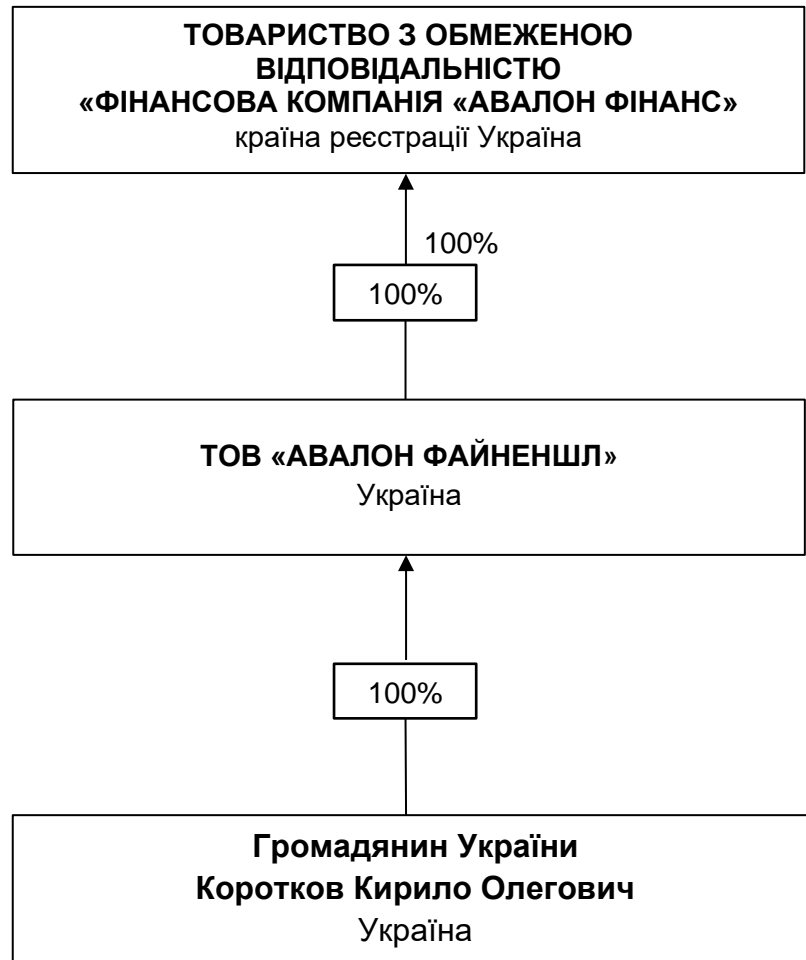 ТОВАРИСТВО З ОБМЕЖЕНОЮ
ВІДПОВІДАЛЬНІСТЮ
«ФІНАНСОВА КОМПАНІЯ «АВАЛОН ФІНАНС»
країна реєстрації Україна
100%
100%
ТОВ «АВАЛОН ФАЙНЕНШЛ»
Україна
100%
Громадянин України
Коротков Кирило Олегович
Україна